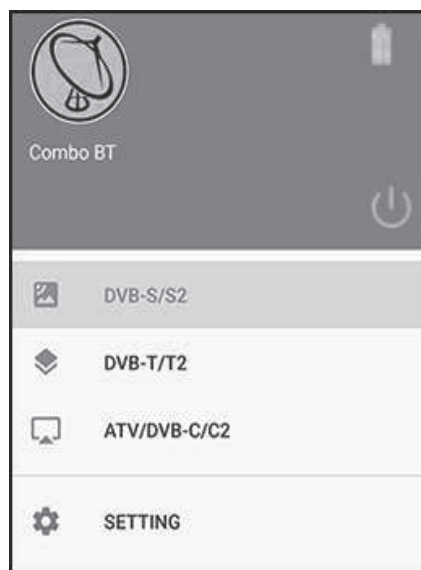 Combo BT
DVB-S/S2
DVB-T/T2
ATV/DVB-C/C2
SETTING